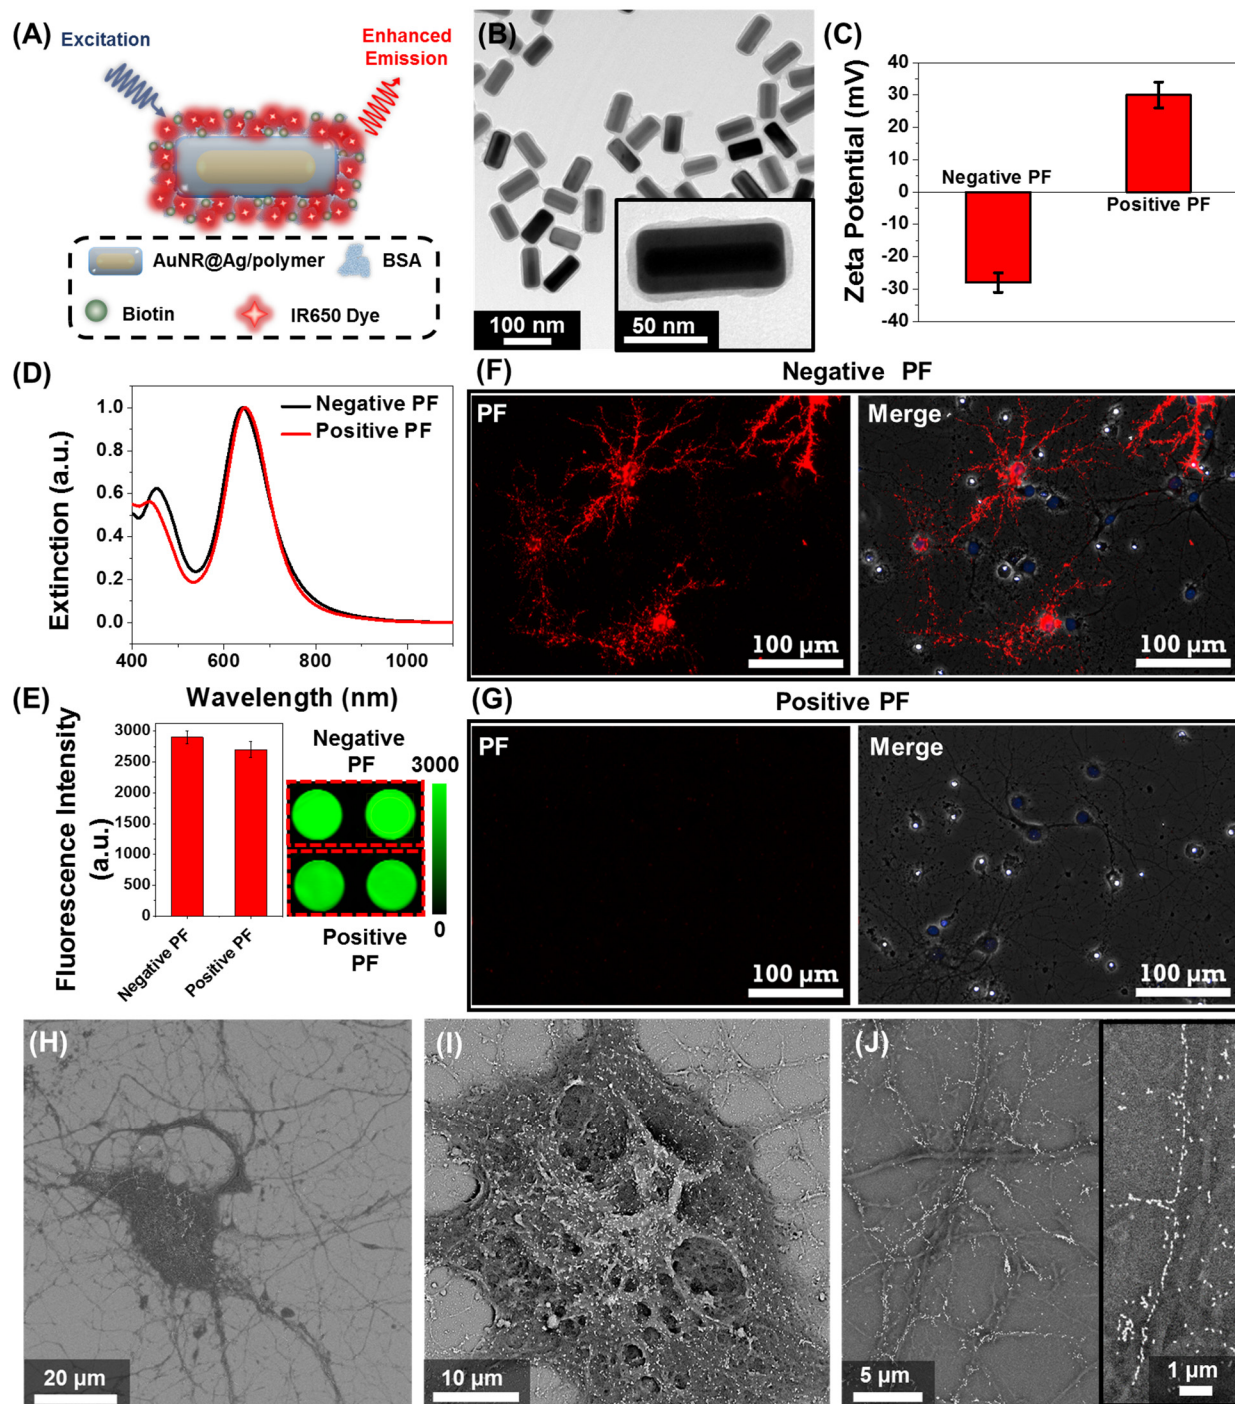 (A)
Excitation
Enhanced
Emission
AuNR@Ag/polymer
BSA
Biotin
IR650 Dye
(B)
100 nm
50 nm
(C)
Zeta Potential (mV)
40
30
20
10
0
-10
-20
-30
-40
Negative PF
Positive PF
(D)
Extinction (a.u.)
1.0
0.8
0.6
0.4
0.2
0.0
Negative PF
Positive PF
400
600
800
1000
Wavelength (nm)
(E)
Fluorescence Intensity
(a.u.)
3000
2500
2000
1500
1000
500
0
Negative PF
Positive PF
Negative
PF
3000
0
Positive
PF
(F)
Negative PF
PF
100 µm
Merge
100 µm
(G)
Positive PF
PF
100 µm
Merge
100 µm
(H)
20 µm
(I)
10 µm
(J)
5 µm
1 µm